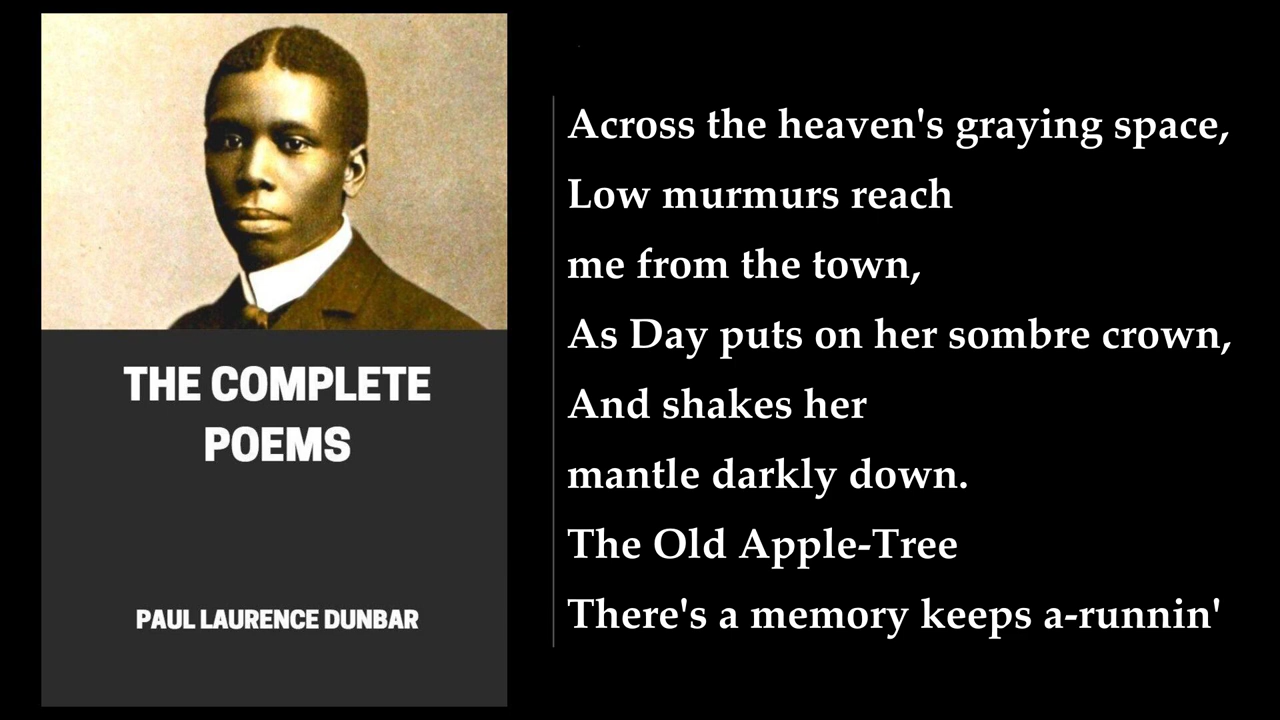 THE COMPLETE
POEMS
PAUL LAURENCE DUNBAR
Across the heaven's graying space,
Low murmurs reach
me from the town,
As Day puts on her sombre crown,
And shakes her
mantle darkly down.
The Old Apple-Tree
There's a memory keeps a-runnin'